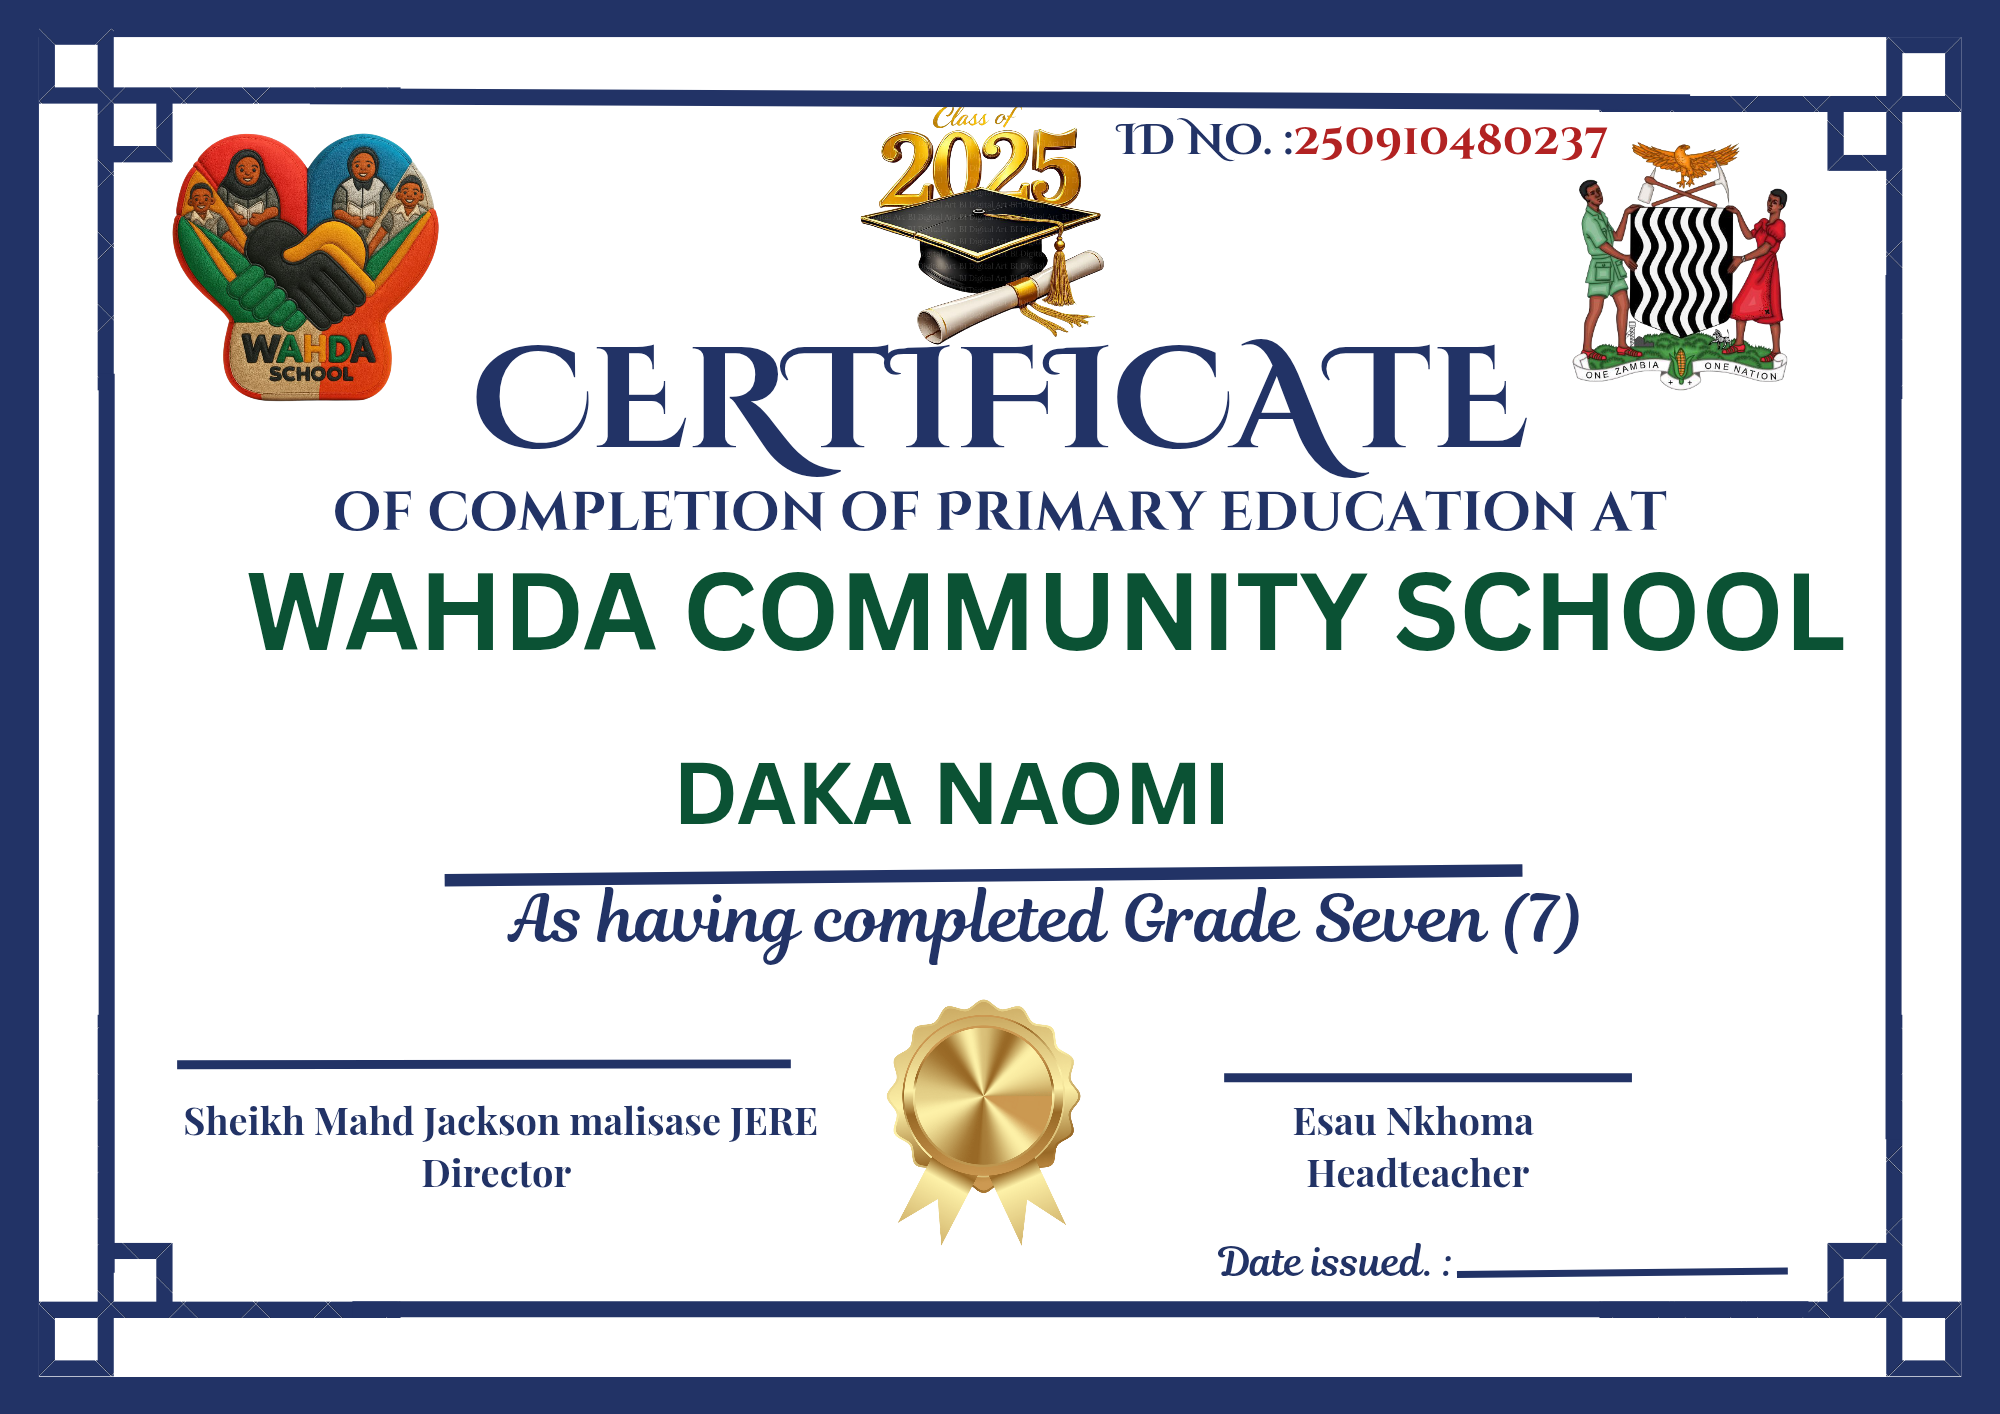 Class of
2025
ID NO. :250910480237
WAHDA
SCHOOL
ONE ZAMBIA ONE NATION
CERTIFICATE
OF COMPLETION OF PRIMARY EDUCATION AT
WAHDA COMMUNITY SCHOOL
DAKA NAOMI
As having completed Grade Seven (7)
Sheikh Mahd Jackson malisase JERE
Director
Esau Nkhoma
Headteacher
Date issued. :